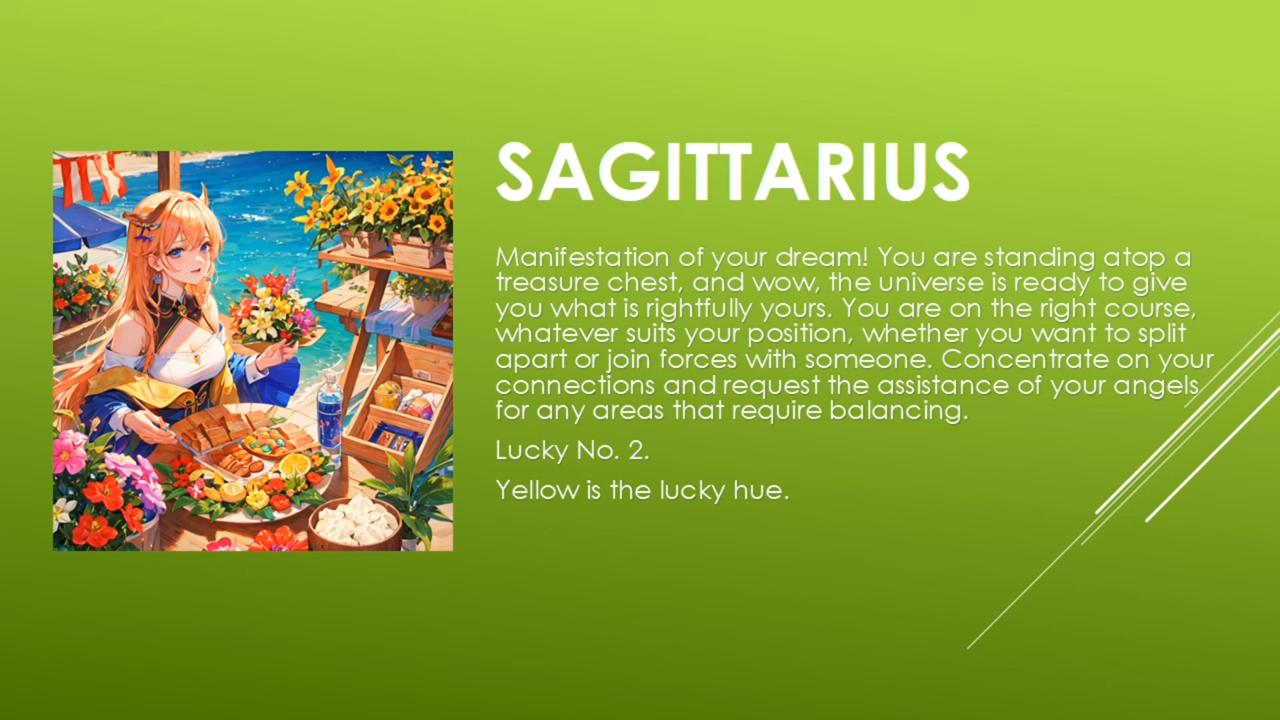 SAGITTARIUS
Manifestation of your dream! You are standing atop a
treasure chest, and wow, the universe is ready to give
you what is rightfully yours. You are on the right course,
whatever suits your position, whether you want to split
apart or join forces with someone. Concentrate on your
connections and request the assistance of your angels
for any areas that require balancing.
Lucky No. 2.
Yellow is the lucky hue.